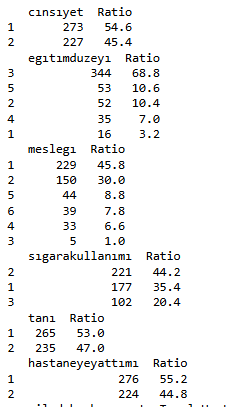 cınsıyet Ratio
1 273 54.6
2 227 45.4
egıtımduzeyı Ratio
3 344 68.8
5 53 10.6
2 52 10.4
4 35 7.0
1 16 3.2
meslegı Ratio
1 229 45.8
2 150 30.0
5 44 8.8
6 39 7.8
4 33 6.6
3 5 1.0
sıgarakullanımı Ratio
2 221 44.2
1 177 35.4
3 102 20.4
tanı Ratio
1 265 53.0
2 235 47.0
hastaneyeyattımı Ratio
1 276 55.2
2 224 44.8